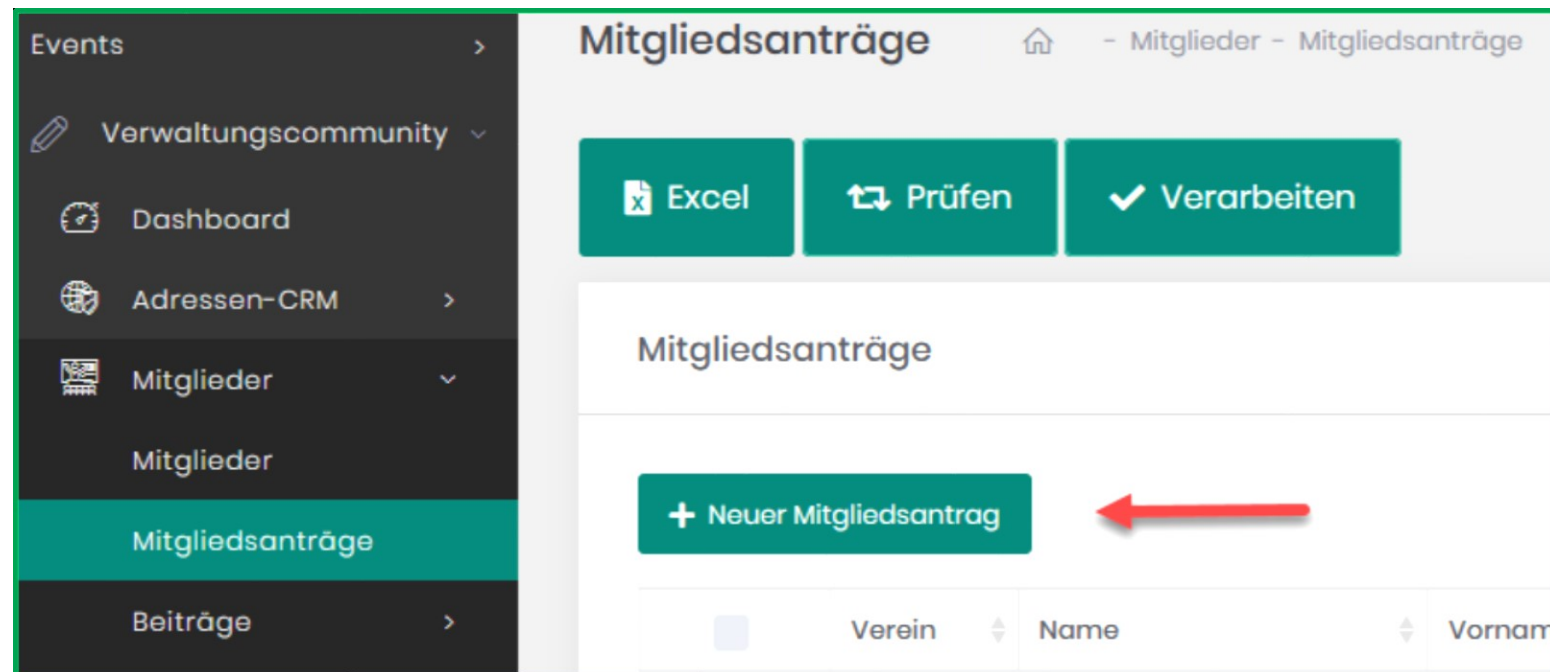 Events
Verwaltungscommunity
Dashboard
Adressen-CRM
Mitglieder
Mitglieder
Mitgliedsanträge
Beiträge
Mitgliedsanträge - Mitglieder - Mitgliedsanträge
Excel Prüfen Verarbeiten
Mitgliedsanträge
+ Neuer Mitgliedsantrag
Verein Name Vornam